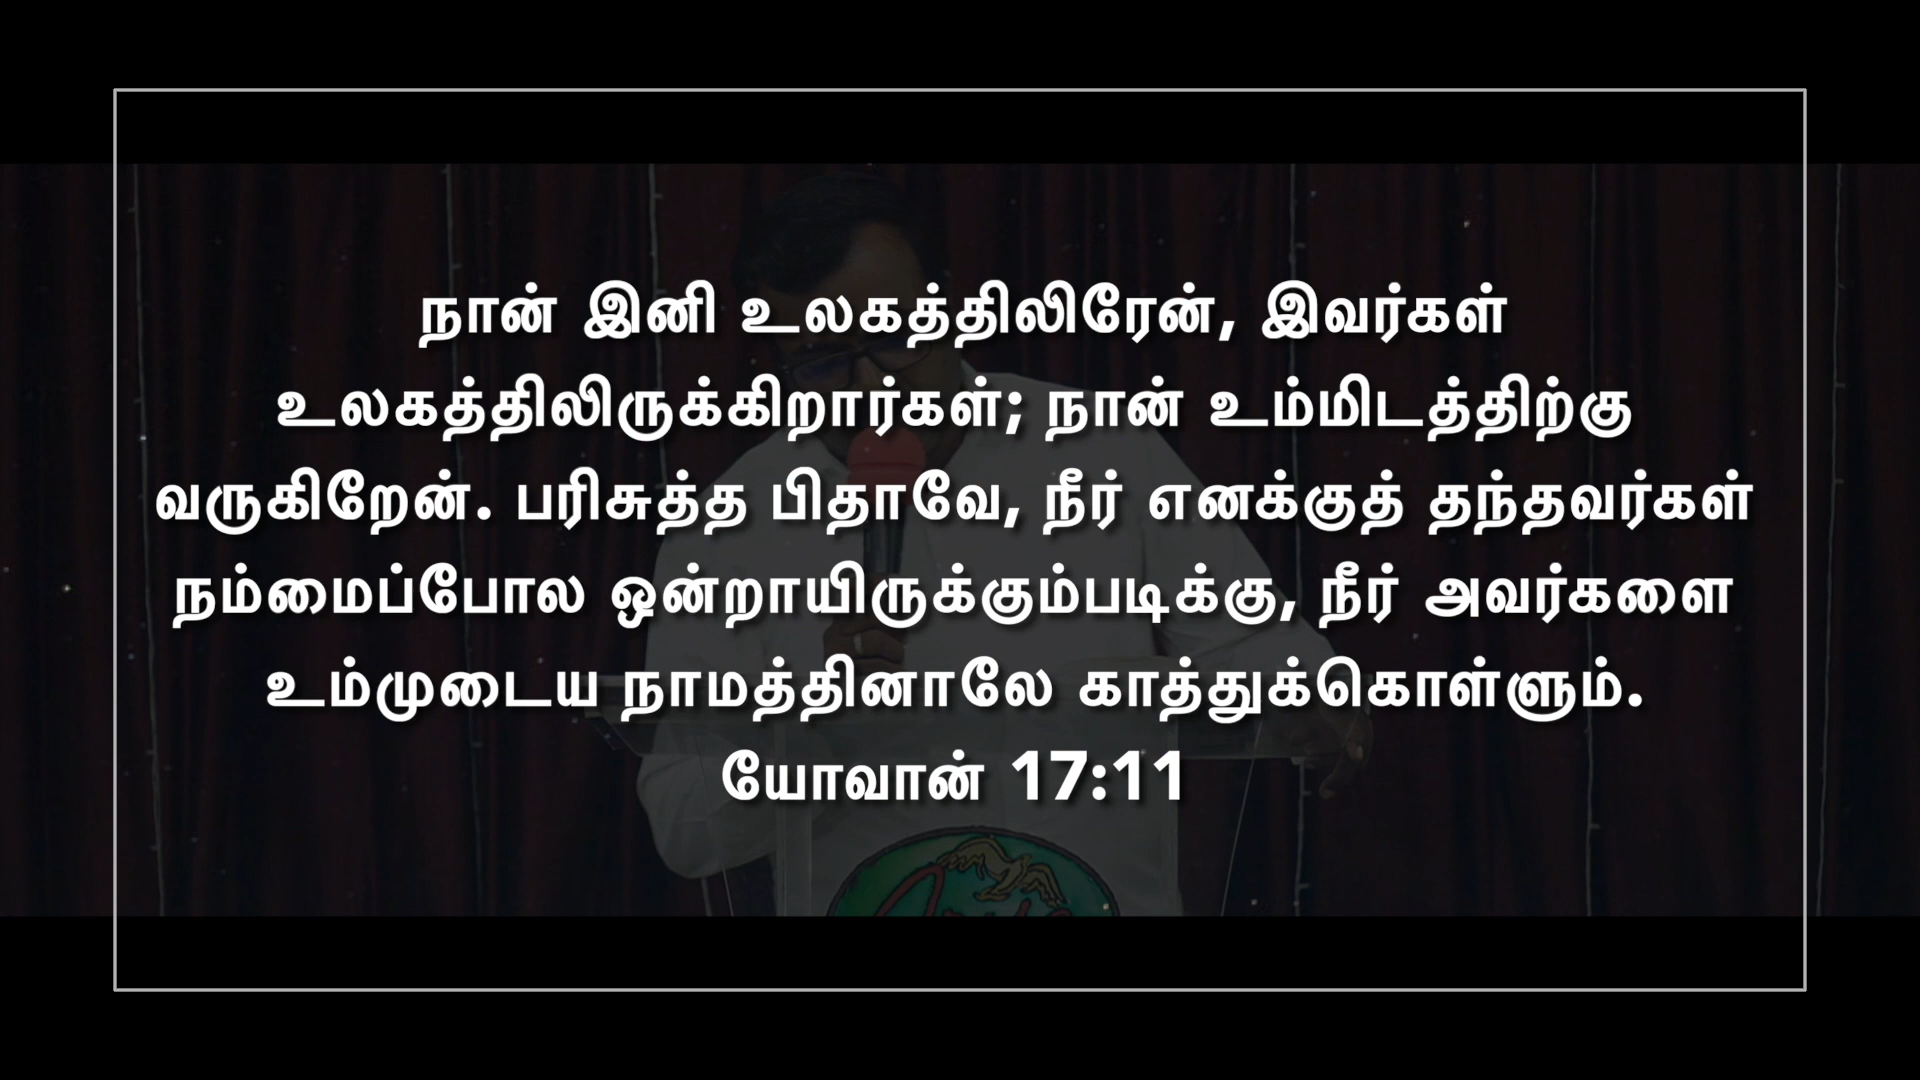 நான் இனி உலகத்திலிரேன், இவர்கள்
உலகத்திலிருக்கிறார்கள்; நான் உம்மிடத்திற்கு
வருகிறேன். பரிசுத்த பிதாவே, நீர் எனக்குத் தந்தவர்கள்
நம்மைப்போல ஒன்றாயிருக்கும்படிக்கு, நீர் அவர்களை
உம்முடைய நாமத்தினாலே காத்துக்கொள்ளும்.
யோவான் 17:11